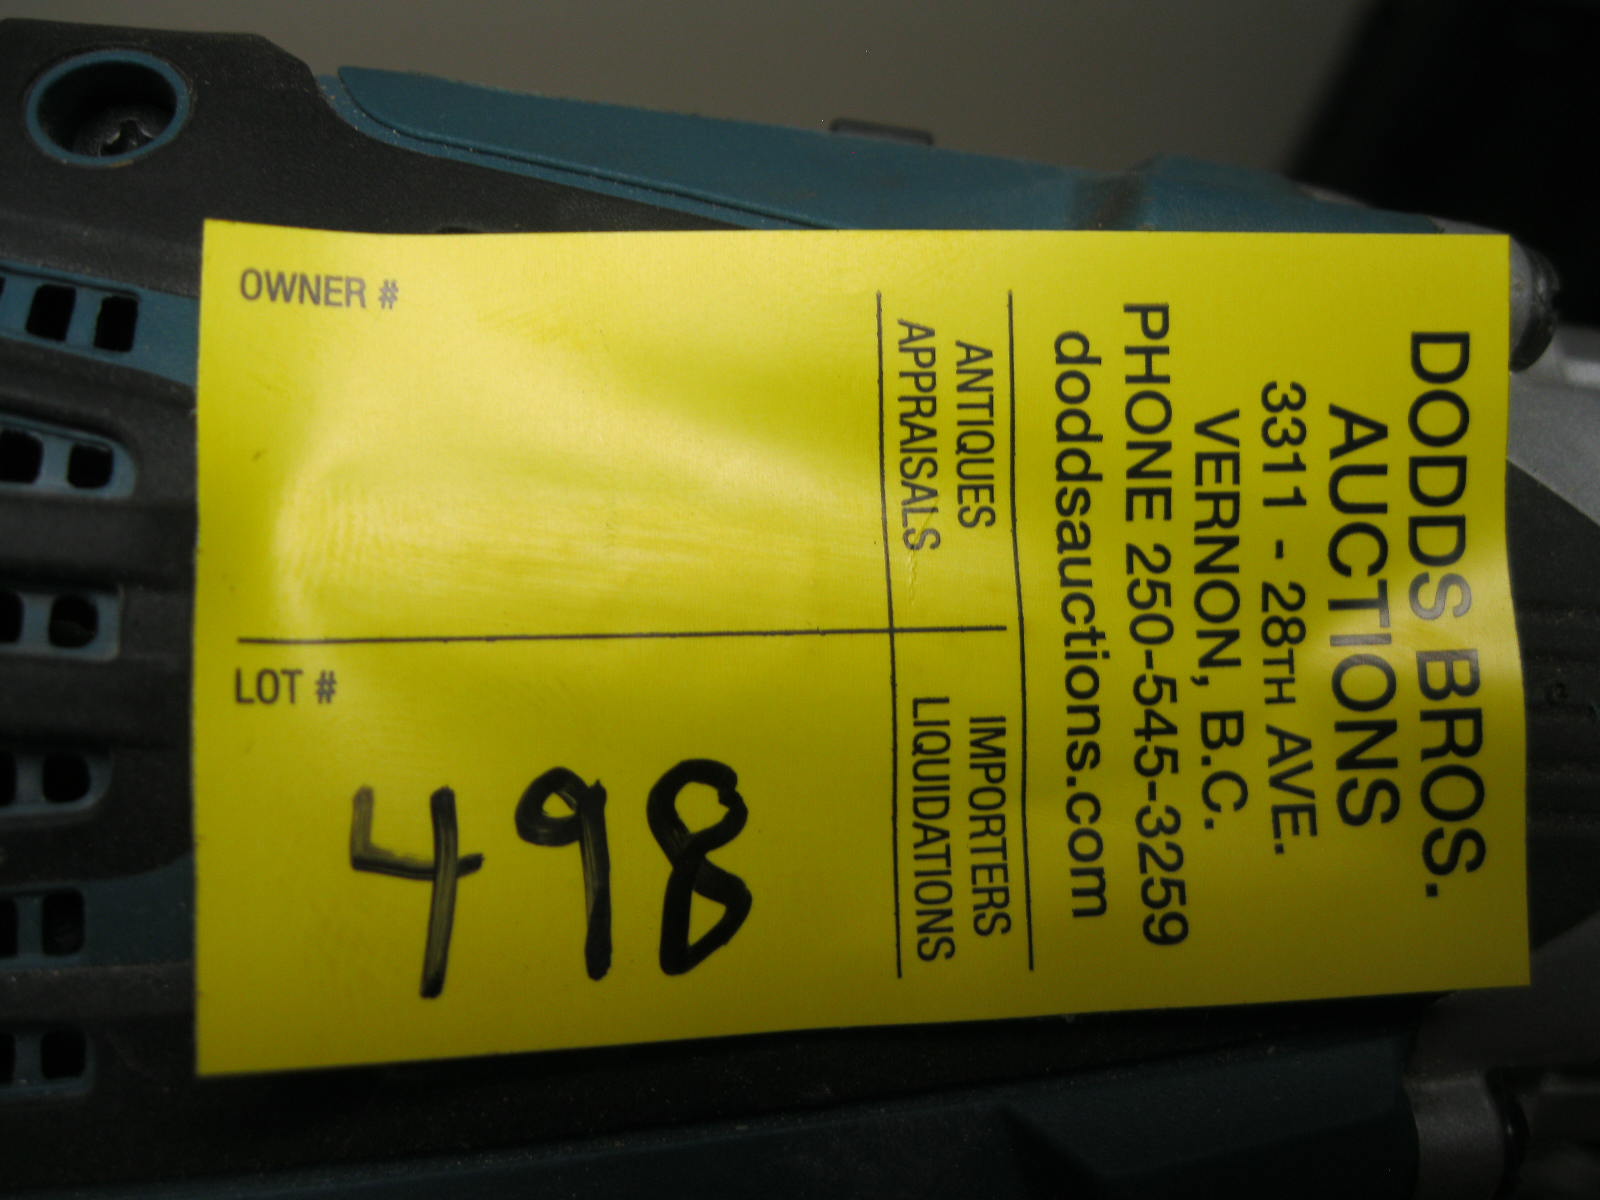 DODDS BROS.
AUCTIONS
3311 - 28TH AVE.
VERNON, B.C.
PHONE 250-545-3259
doddsauctions.com
ANTIQUES
APPRAISALS
IMPORTERS
LIQUIDATIONS
OWNER #
LOT #
498